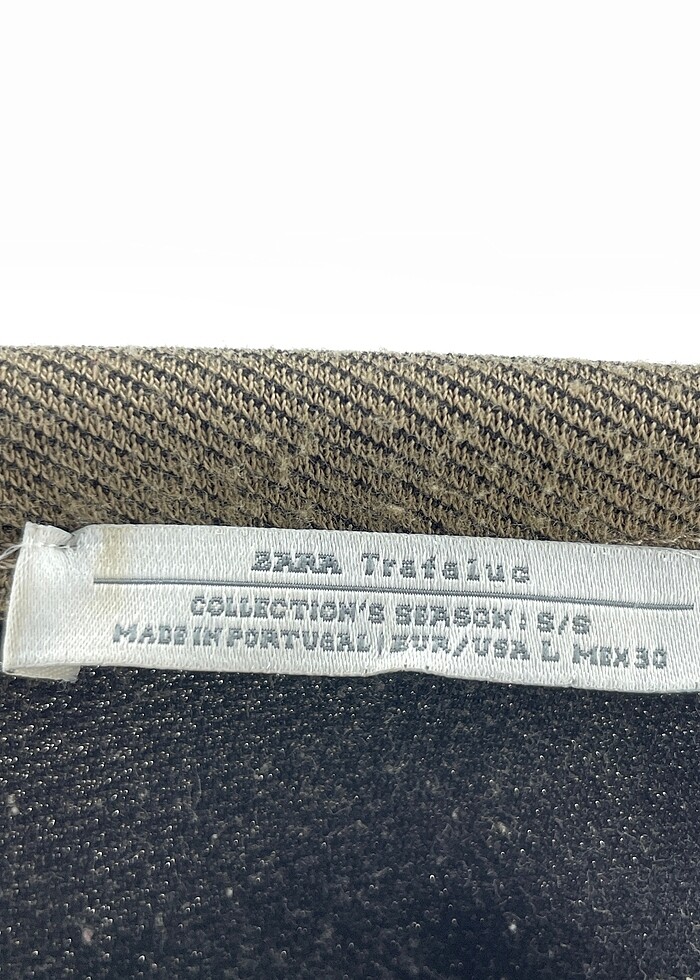 ZARA Trafaluc
COLLECTION'S SEASON: S/S
MADE IN PORTUGAL | EUR/USA L MEX 30